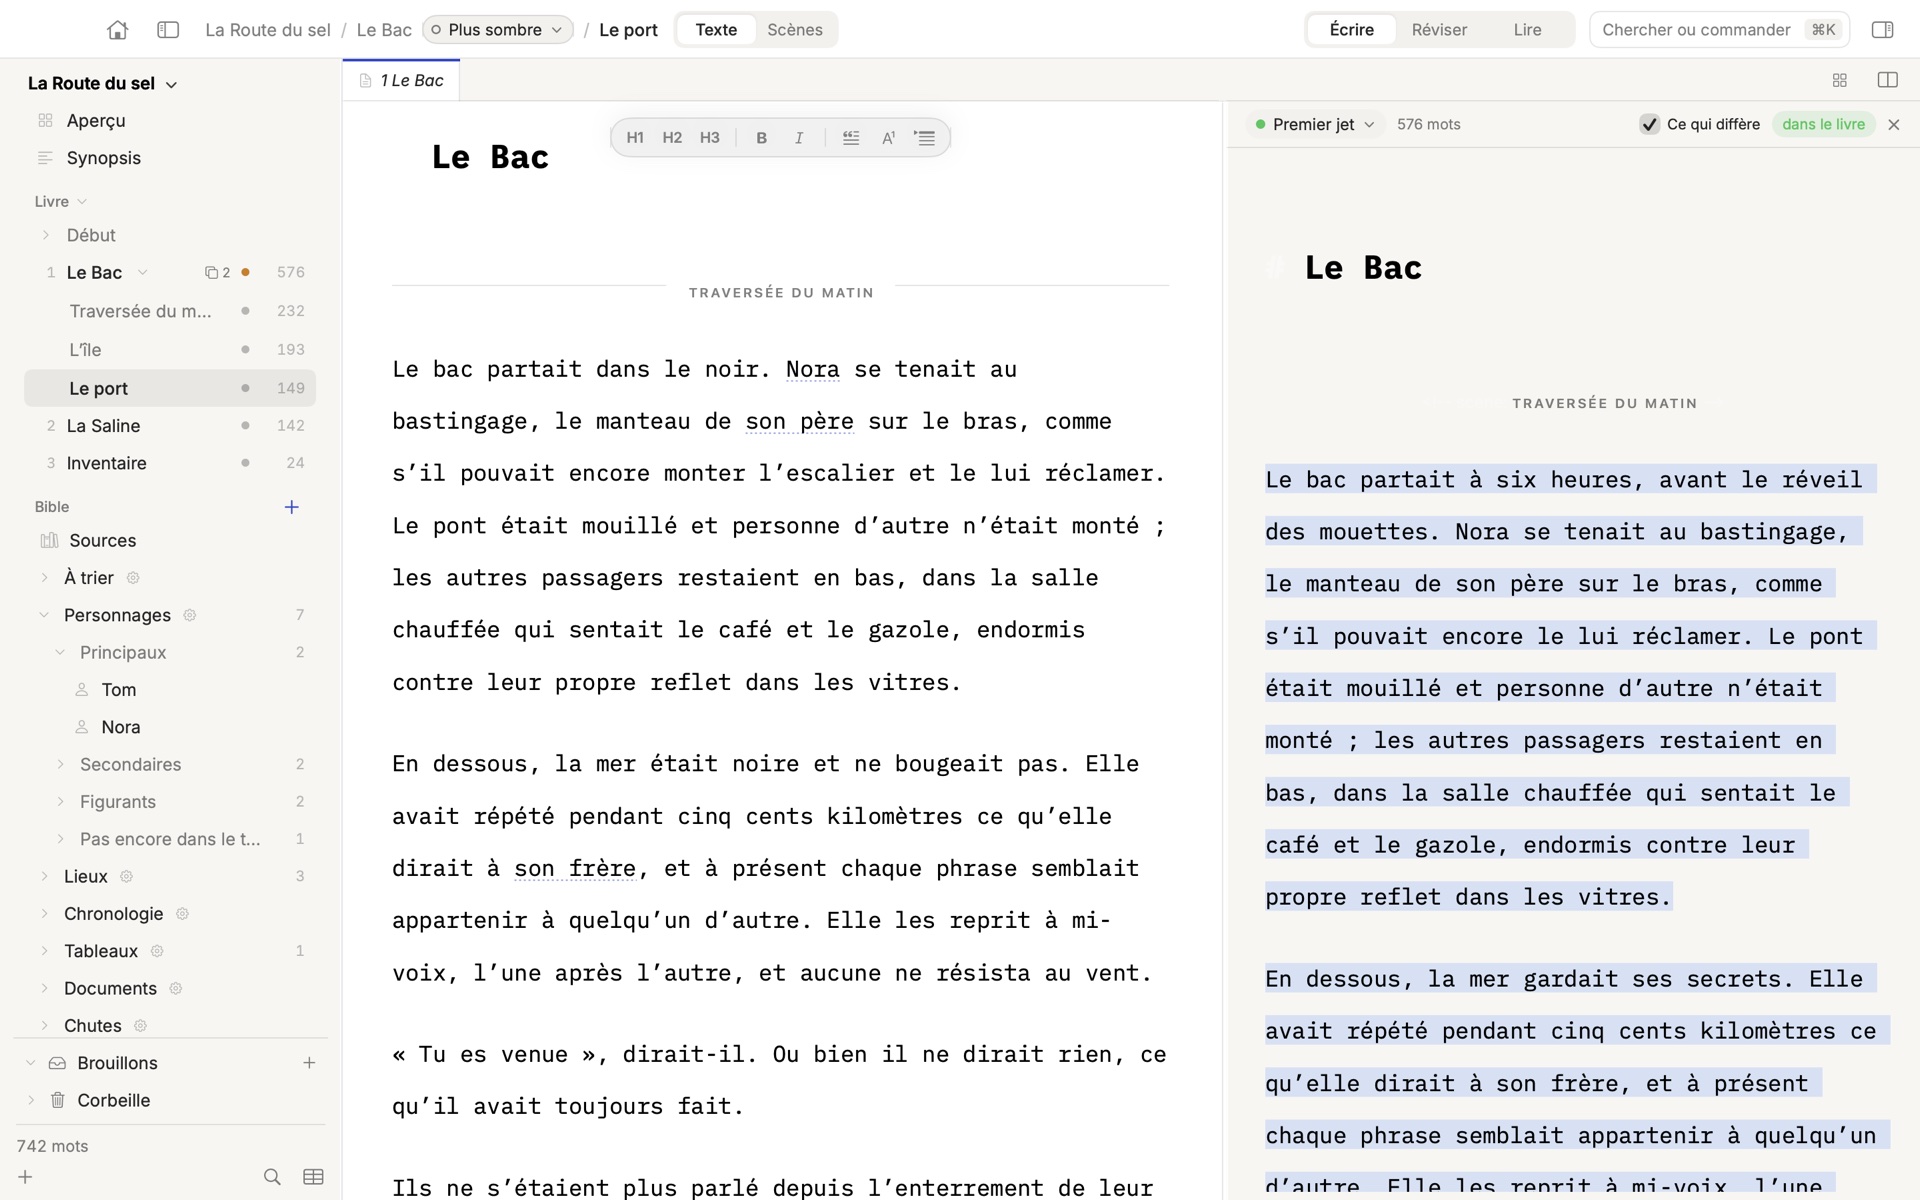 La Route du sel / Le Bac Plus sombre / Le port Texte Scènes Écrire Réviser Lire Chercher ou commander ⌘K
La Route du sel
Aperçu
Synopsis
Livre
Début
1 Le Bac 2 576
Traversée du m... 232
L’île 193
Le port 149
2 La Saline 142
3 Inventaire 24
Bible +
Sources
À trier
Personnages 7
Principaux 2
Tom
Nora
Secondaires 2
Figurants 2
Pas encore dans le t... 1
Lieux 3
Chronologie
Tableaux 1
Documents
Chutes
Brouillons +
Corbeille
742 mots
+
1 Le Bac
H1 H2 H3 B I A¹
Le Bac
TRAVERSÉE DU MATIN
Le bac partait dans le noir. Nora se tenait au
bastingage, le manteau de son père sur le bras, comme
s’il pouvait encore monter l’escalier et le lui réclamer.
Le pont était mouillé et personne d’autre n’était monté ;
les autres passagers restaient en bas, dans la salle
chauffée qui sentait le café et le gazole, endormis
contre leur propre reflet dans les vitres.
En dessous, la mer était noire et ne bougeait pas. Elle
avait répété pendant cinq cents kilomètres ce qu’elle
dirait à son frère, et à présent chaque phrase semblait
appartenir à quelqu’un d’autre. Elle les reprit à mi-
voix, l’une après l’autre, et aucune ne résista au vent.
« Tu es venue », dirait-il. Ou bien il ne dirait rien, ce
qu’il avait toujours fait.
Ils ne s’étaient plus parlé depuis l’enterrement de leur
Premier jet 576 mots Ce qui diffère dans le livre
# Le Bac
TRAVERSÉE DU MATIN
Le bac partait à six heures, avant le réveil
des mouettes. Nora se tenait au bastingage,
le manteau de son père sur le bras, comme
s’il pouvait encore le lui réclamer. Le pont
était mouillé et personne d’autre n’était
monté ; les autres passagers restaient en
bas, dans la salle chauffée qui sentait le
café et le gazole, endormis contre leur
propre reflet dans les vitres.
En dessous, la mer gardait ses secrets. Elle
avait répété pendant cinq cents kilomètres ce
qu’elle dirait à son frère, et à présent
chaque phrase semblait appartenir à quelqu’un
d’autre. Elle les reprit à mi-voix, l’une